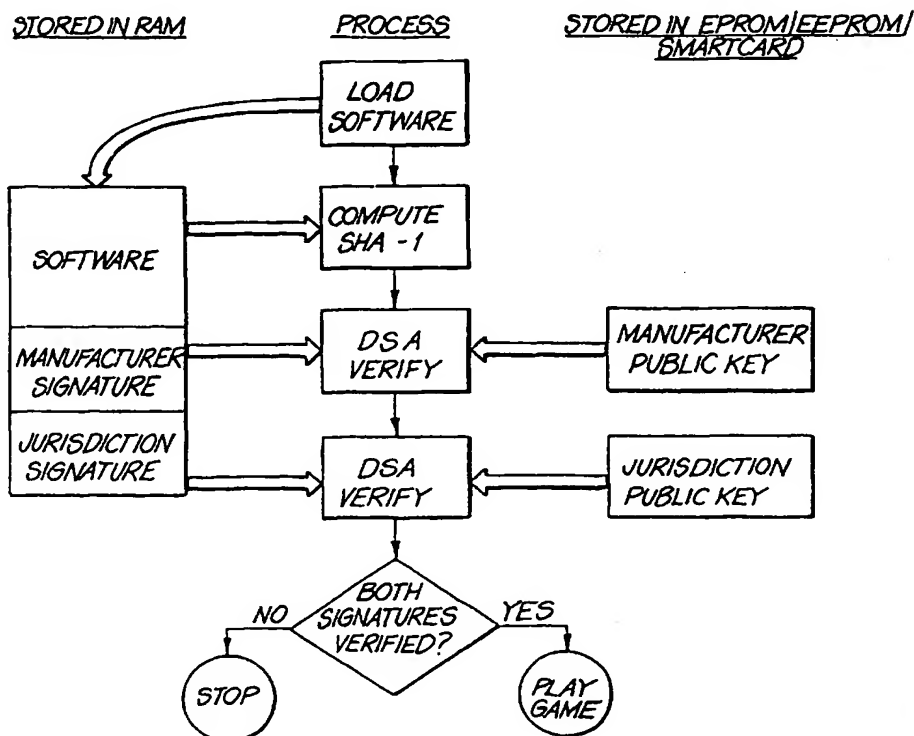 STORED IN RAM
PROCESS
STORED IN EPROM/EEPROM/
SMARTCARD
LOAD
SOFTWARE
COMPUTE
SHA - 1
SOFTWARE
MANUFACTURER
SIGNATURE
DSA
VERIFY
MANUFACTURER
PUBLIC KEY
JURISDICTION
SIGNATURE
DSA
VERIFY
JURISDICTION
PUBLIC KEY
BOTH
SIGNATURES
VERIFIED?
NO
YES
STOP
PLAY
GAME